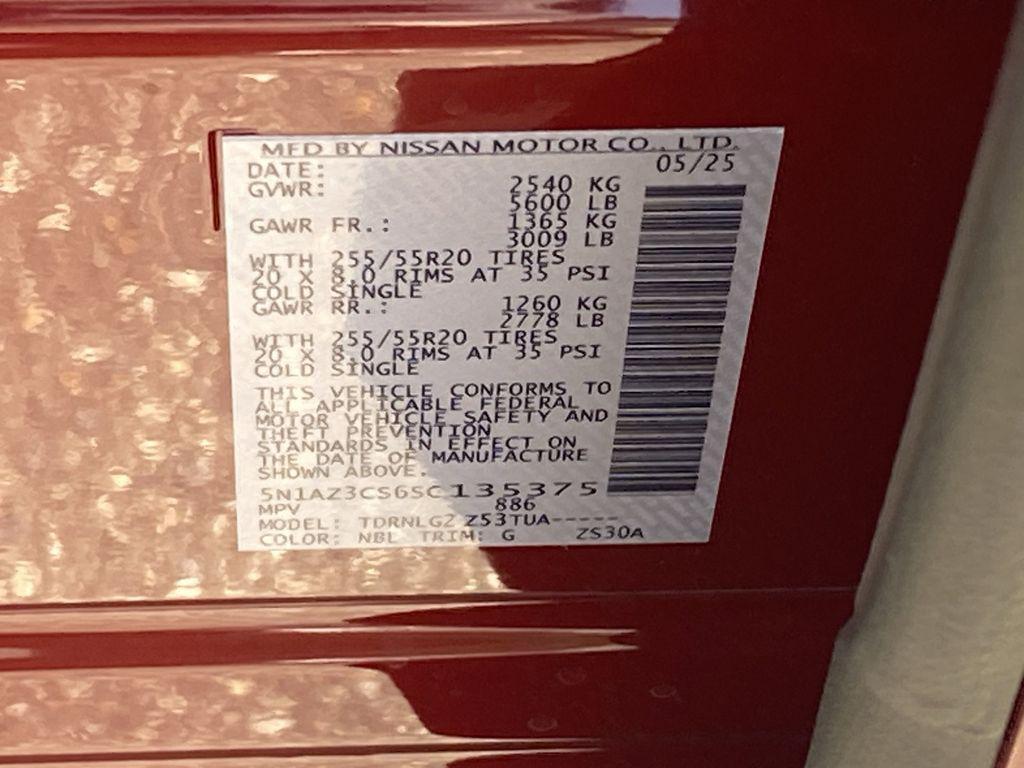 MFD BY NISSAN MOTOR CO., LTD.
DATE: 05/25
GVWR: 2540 KG
5600 LB
GAWR FR.: 1365 KG
3009 LB
WITH 255/55R20 TIRES
20 X 8.0 RIMS AT 35 PSI
COLD SINGLE
GAWR RR.: 1260 KG
2778 LB
WITH 255/55R20 TIRES
20 X 8.0 RIMS AT 35 PSI
COLD SINGLE
THIS VEHICLE CONFORMS TO
ALL APPLICABLE FEDERAL
MOTOR VEHICLE SAFETY AND
THEFT PREVENTION
STANDARDS IN EFFECT ON
THE DATE OF MANUFACTURE
SHOWN ABOVE.
5N1AZ3CS6SC135375
MPV 886
MODEL: TDRNLGZ Z53TUA-----
COLOR: NBL TRIM: G ZS30A